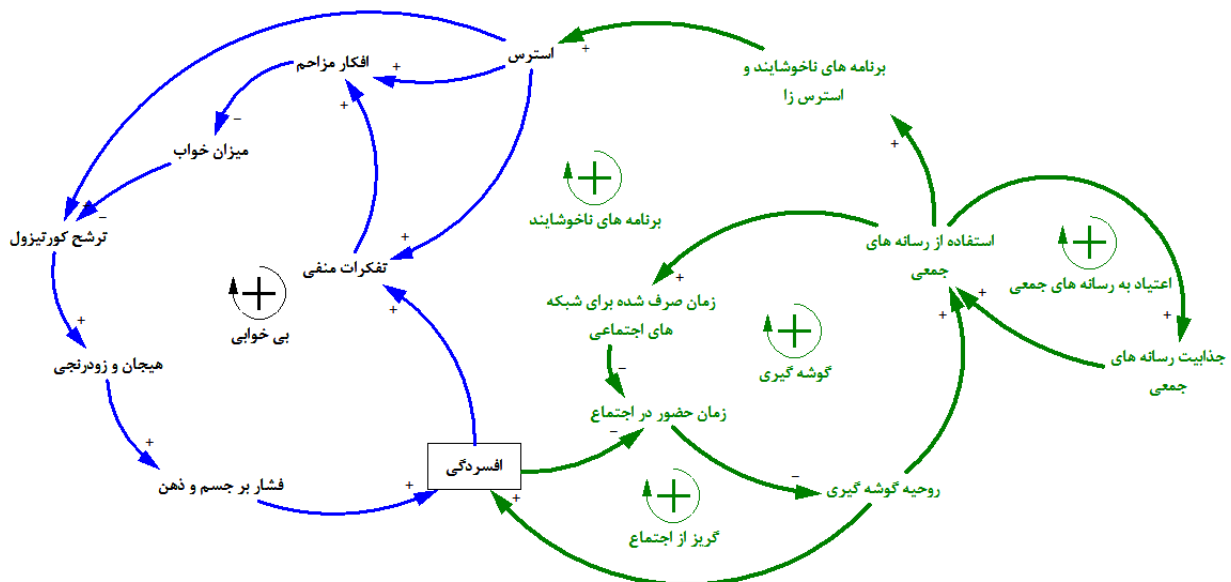 استرس
افکار مزاحم
برنامه های ناخوشایند و
استرس زا
+
+
+
–
+
میزان خواب
برنامه های ناخوشایند
–
ترشح کورتیزول
+
تفکرات منفی
استفاده از رسانه های
جمعی
اعتیاد به رسانه های جمعی
+
زمان صرف شده برای شبکه
های اجتماعی
+
+
+
+
+
بی خوابی
گوشه گیری
هیجان و زودرنجی
جذابیت رسانه های
جمعی
–
زمان حضور در اجتماع
–
+
افسردگی
–
فشار بر جسم و ذهن
+
+
روحیه گوشه گیری
گریز از اجتماع